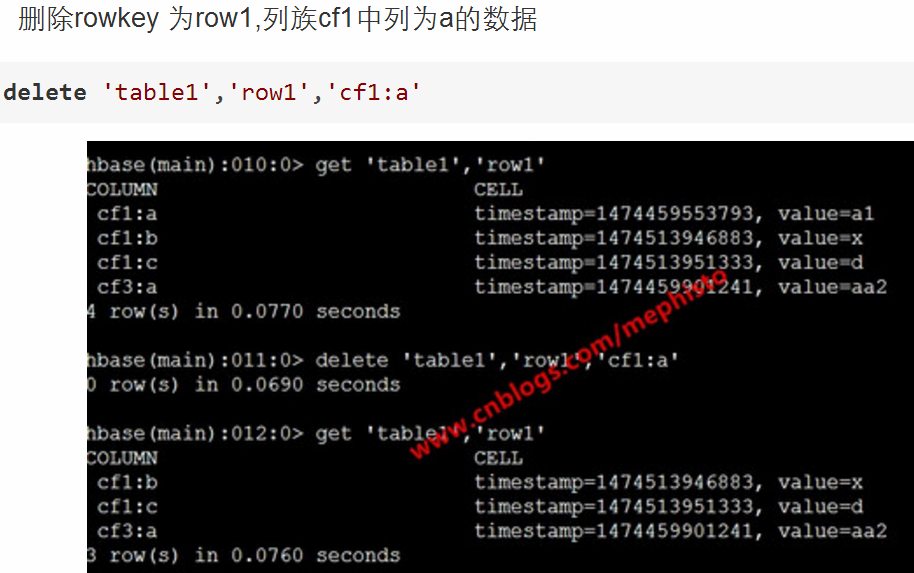 删除rowkey 为row1,列族cf1中列为a的数据
delete 'table1','row1','cf1:a'
hbase(main):010:0> get 'table1','row1'
COLUMN CELL
cf1:a timestamp=1474459553793, value=a1
cf1:b timestamp=1474513946883, value=x
cf1:c timestamp=1474513951333, value=d
cf3:a timestamp=1474459901241, value=aa2
4 row(s) in 0.0770 seconds
hbase(main):011:0> delete 'table1','row1','cf1:a'
0 row(s) in 0.0690 seconds
hbase(main):012:0> get 'table1','row1'
COLUMN CELL
cf1:b timestamp=1474513946883, value=x
cf1:c timestamp=1474513951333, value=d
cf3:a timestamp=1474459901241, value=aa2
3 row(s) in 0.0760 seconds
www.cnblogs.com/mephisto